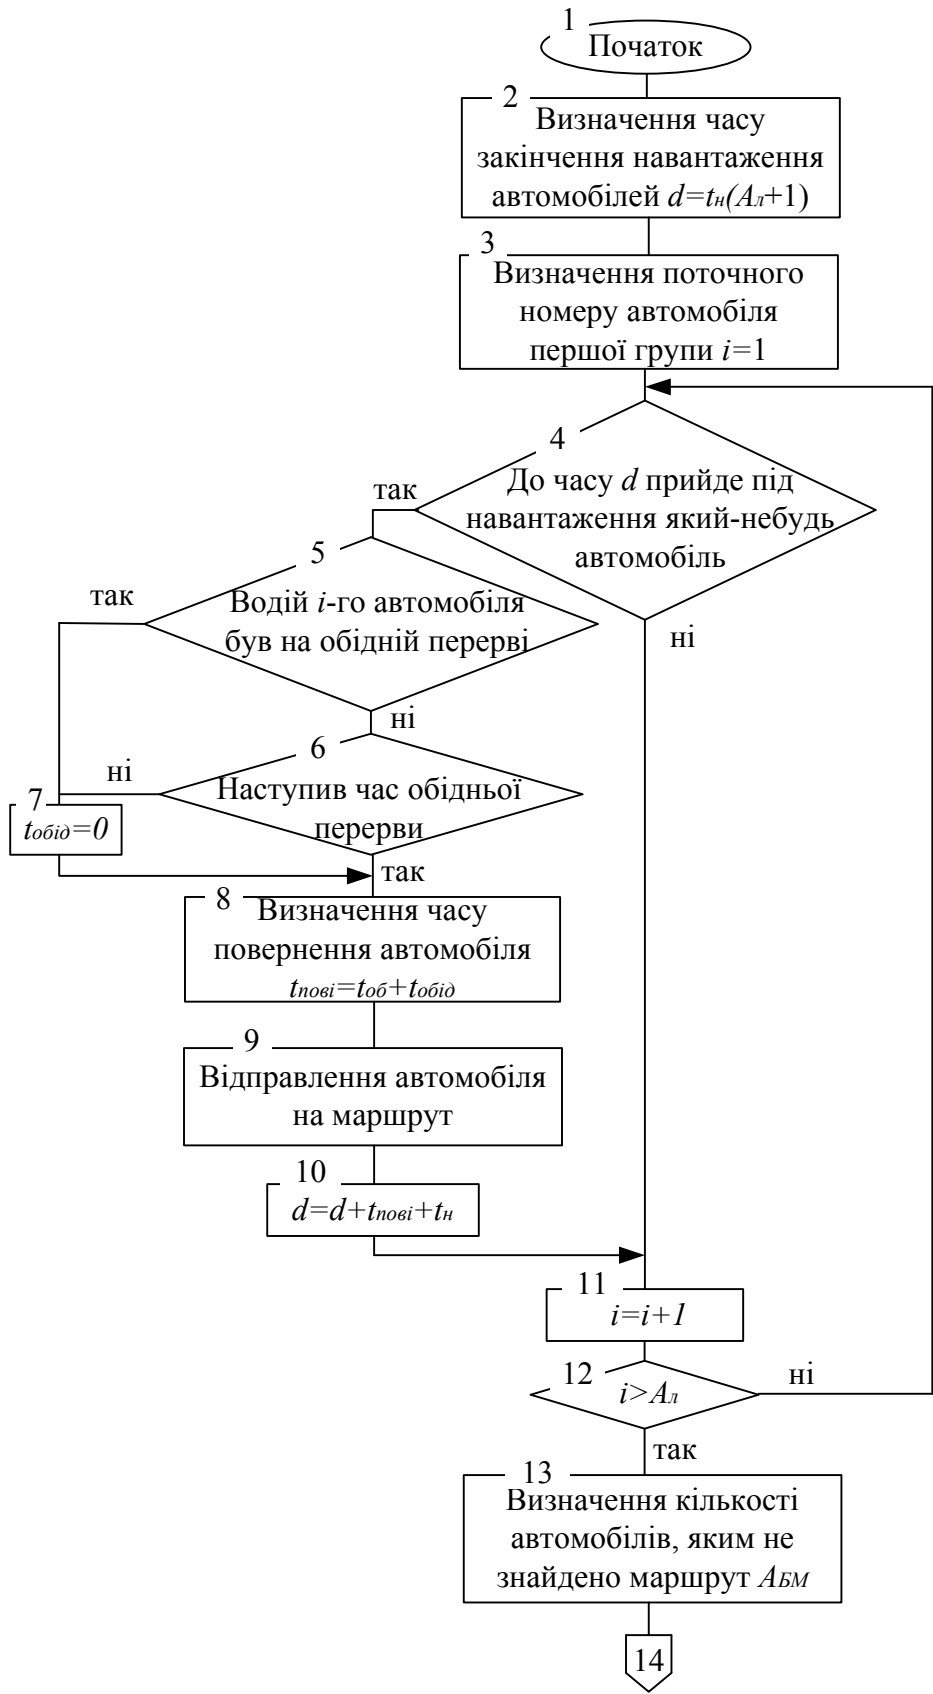 1
Початок
2
Визначення часу
закінчення навантаження
автомобілей d=tн(Aл+1)
3
Визначення поточного
номеру автомобіля
першої групи i=1
4
До часу d прийде під
навантаження який-небудь
автомобіль
так
ні
5
Водій i-го автомобіля
був на обідній перерві
так
ні
6
Наступив час обідньої
перерви
ні
так
7
tобід=0
8
Визначення часу
повернення автомобіля
tпові=tоб+tобід
9
Відправлення автомобіля
на маршрут
10
d=d+tпові+tн
11
i=i+1
12
i>Aл
ні
так
13
Визначення кількості
автомобілів, яким не
знайдено маршрут AБМ
14